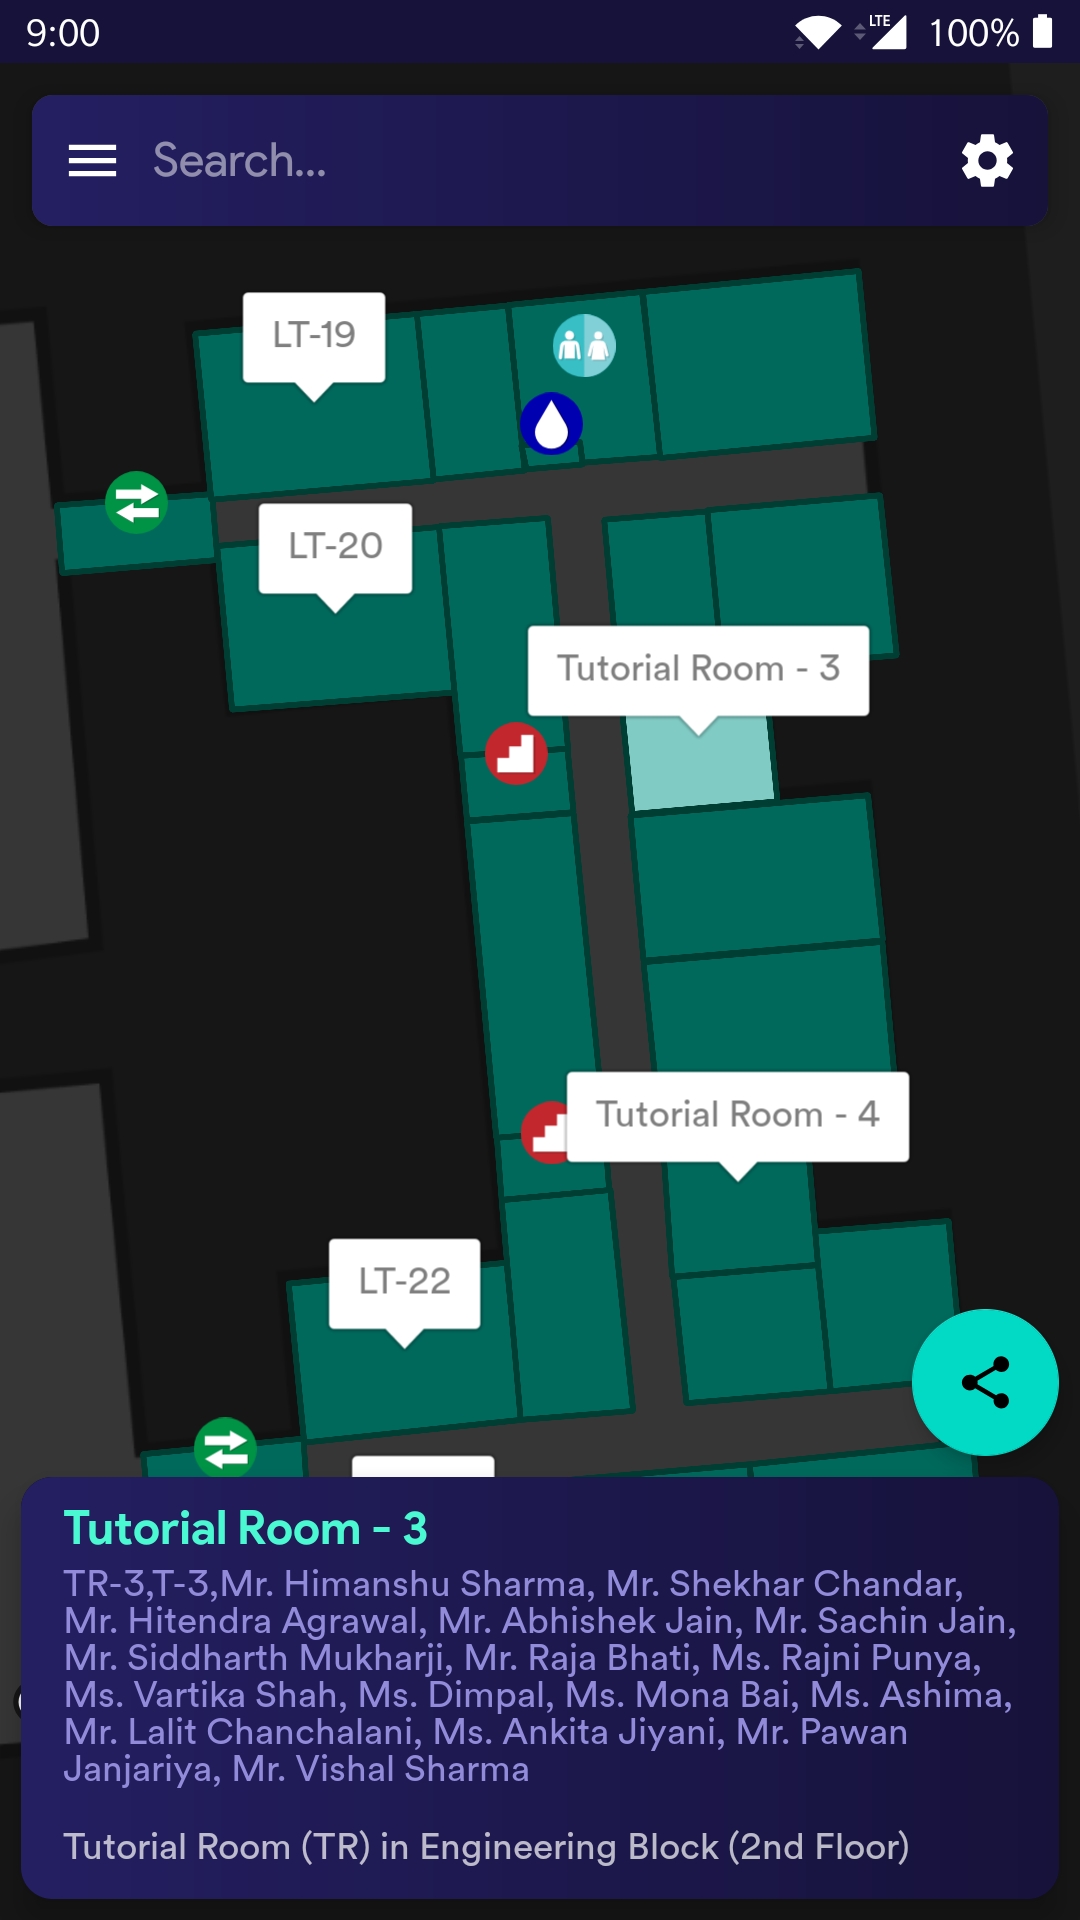 9:00
LTE
100%
Search...
LT-19
LT-20
Tutorial Room - 3
Tutorial Room - 4
LT-22
Tutorial Room - 3
TR-3,T-3,Mr. Himanshu Sharma, Mr. Shekhar Chandar,
Mr. Hitendra Agrawal, Mr. Abhishek Jain, Mr. Sachin Jain,
Mr. Siddharth Mukharji, Mr. Raja Bhati, Ms. Rajni Punya,
Ms. Vartika Shah, Ms. Dimpal, Ms. Mona Bai, Ms. Ashima,
Mr. Lalit Chanchalani, Ms. Ankita Jiyani, Mr. Pawan
Janjariya, Mr. Vishal Sharma
Tutorial Room (TR) in Engineering Block (2nd Floor)